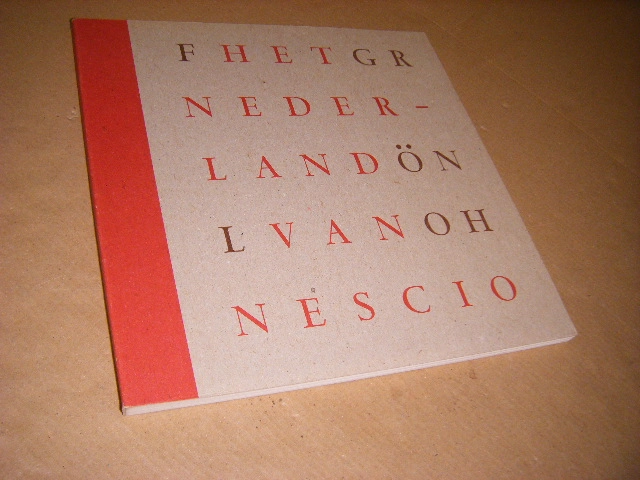 FHETGR
NEDER-
LANDÖN
LVANOH
NESCIO